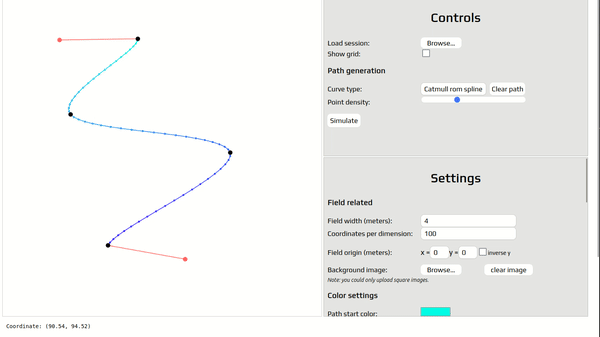 Controls
Load session: Browse...
Show grid:
Path generation
Curve type: Catmull rom spline Clear path
Point density:
Simulate
Settings
Field related
Field width (meters): 4
Coordinates per dimension: 100
Field origin (meters): x = 0 y = 0 inverse y
Background image: Browse... clear image
Note: you could only upload square images.
Color settings
Path start color:
Coordinate: (90.54, 94.52)